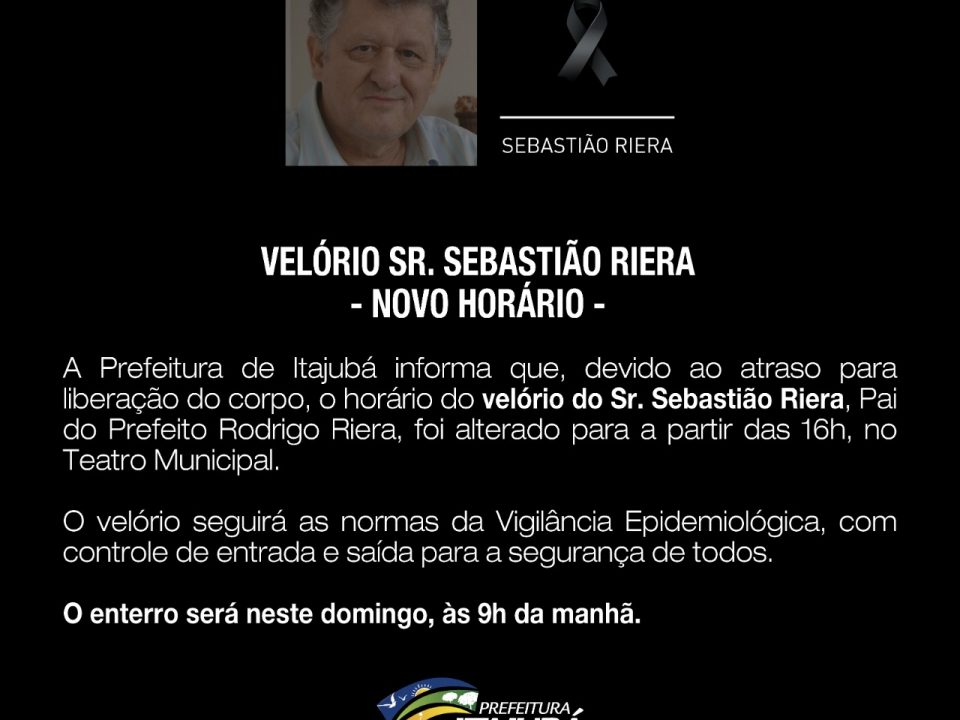 SEBASTIÃO RIERA
VELÓRIO SR. SEBASTIÃO RIERA
- NOVO HORÁRIO -
A Prefeitura de Itajubá informa que, devido ao atraso para
liberação do corpo, o horário do velório do Sr. Sebastião Riera, Pai
do Prefeito Rodrigo Riera, foi alterado para a partir das 16h, no
Teatro Municipal.
O velório seguirá as normas da Vigilância Epidemiológica, com
controle de entrada e saída para a segurança de todos.
O enterro será neste domingo, às 9h da manhã.
PREFEITURA
ITAJUBÁ